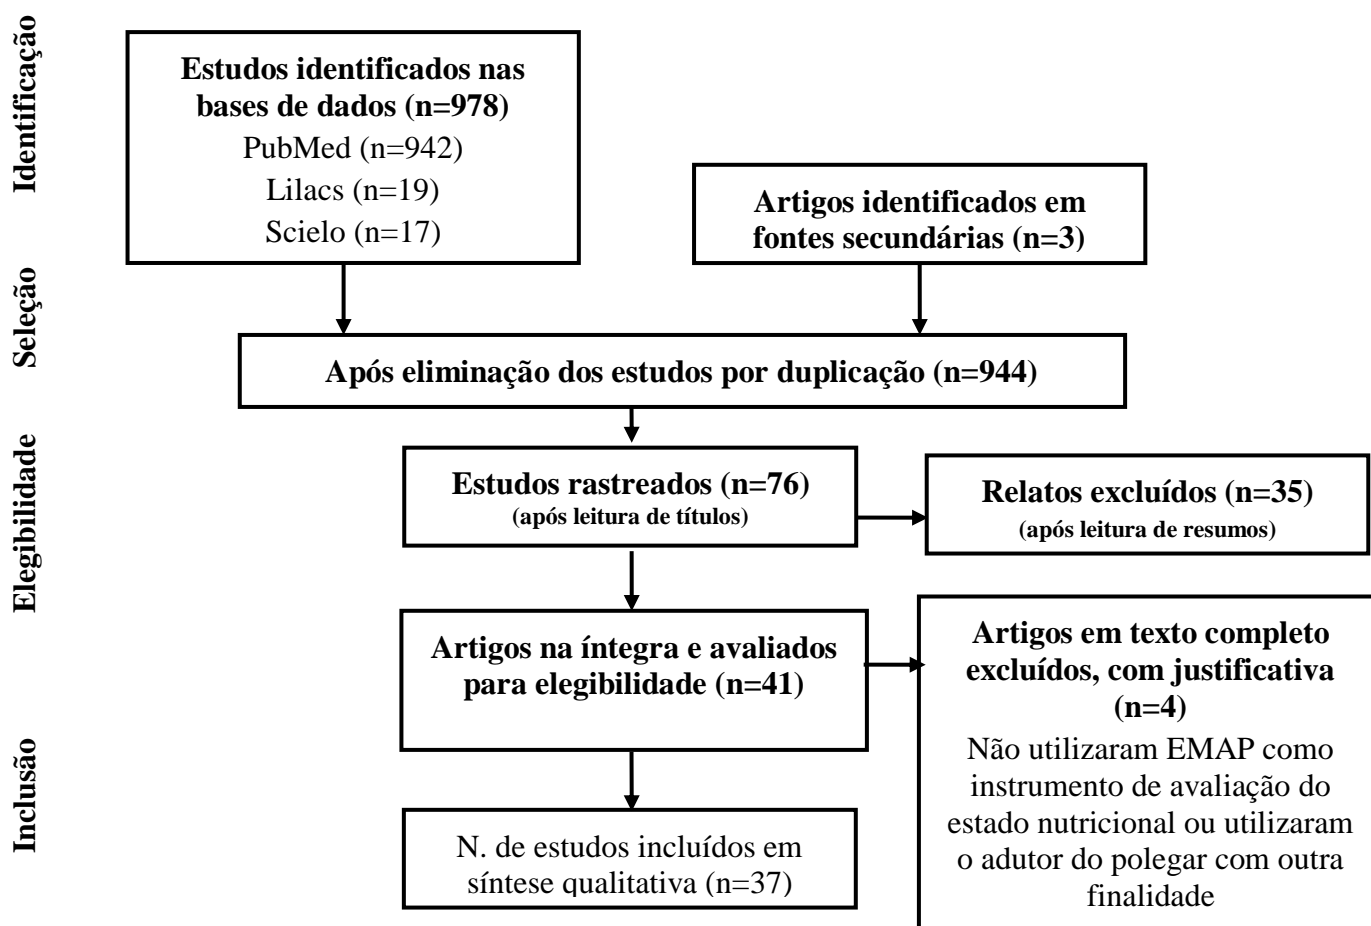 Identificação
Estudos identificados nas
bases de dados (n=978)
PubMed (n=942)
Lilacs (n=19)
Scielo (n=17)
Artigos identificados em
fontes secundárias (n=3)
Seleção
Após eliminação dos estudos por duplicação (n=944)
Elegibilidade
Estudos rastreados (n=76)
(após leitura de títulos)
Relatos excluídos (n=35)
(após leitura de resumos)
Artigos na íntegra e avaliados
para elegibilidade (n=41)
Artigos em texto completo
excluídos, com justificativa
(n=4)
Não utilizaram EMAP como
instrumento de avaliação do
estado nutricional ou utilizaram
o adutor do polegar com outra
finalidade
Inclusão
N. de estudos incluídos em
síntese qualitativa (n=37)